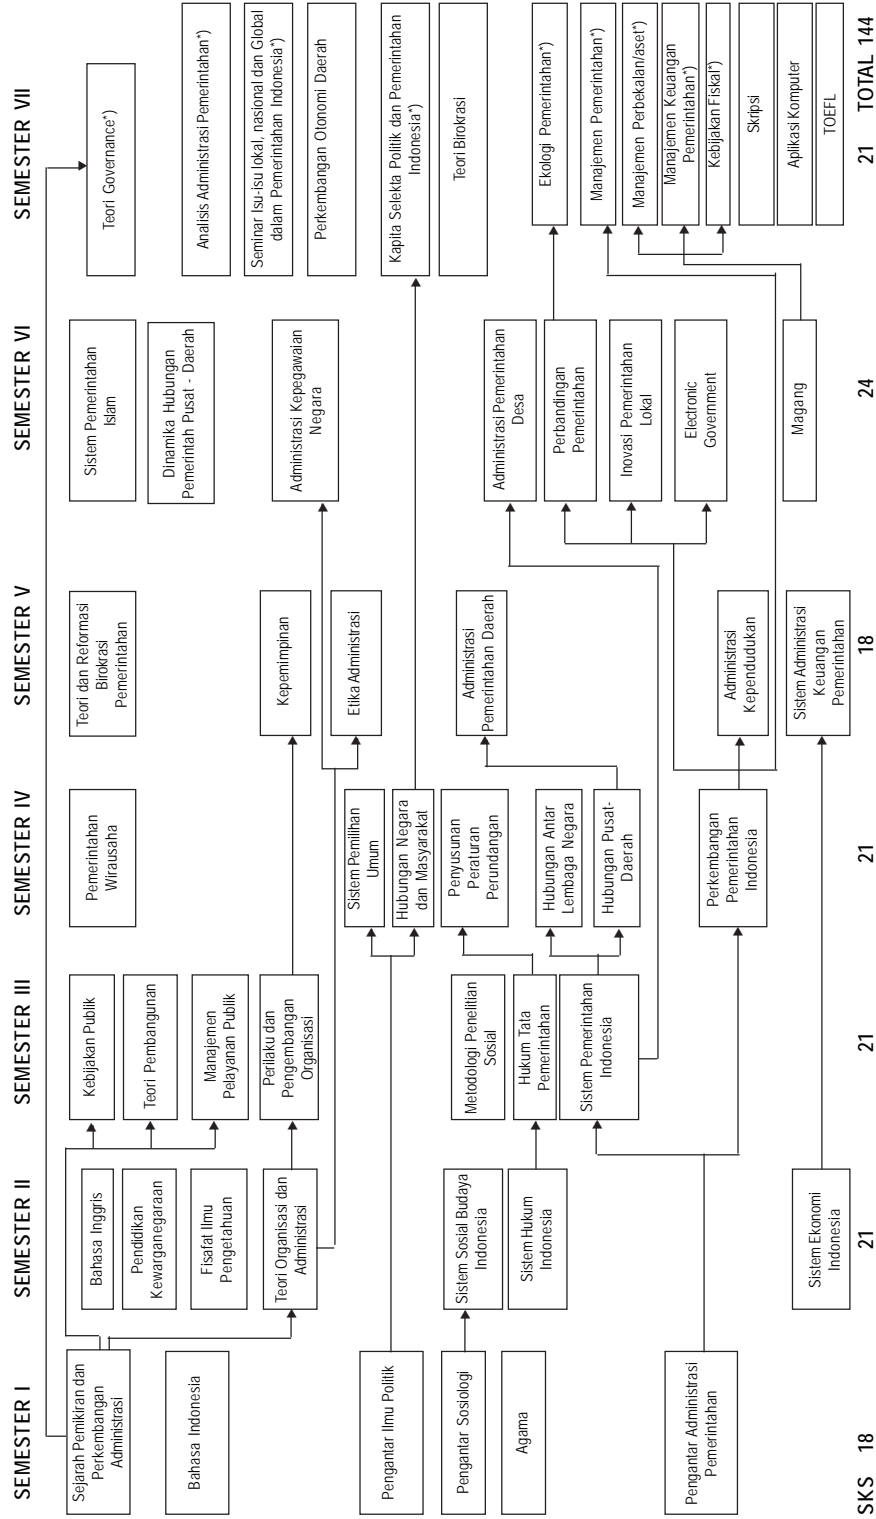 SEMESTER I
Sejarah Pemikiran dan
Perkembangan
Administrasi
Bahasa Indonesia
Pengantar Ilmu Politik
Pengantar Sosiologi
Agama
Pengantar Administrasi
Pemerintahan
SKS
18
SEMESTER II
Bahasa Inggris
Pendidikan
Kewarganegaraan
Fisafat Ilmu
Pengetahuan
Teori Organisasi dan
Administrasi
Sistem Sosial Budaya
Indonesia
Sistem Hukum
Indonesia
Sistem Ekonomi
Indonesia
21
SEMESTER III
Kebijakan Publik
Teori Pembangunan
Manajemen
Pelayanan Publik
Perilaku dan
Pengembangan
Organisasi
Metodologi Penelitian
Sosial
Hukum Tata
Pemerintahan
Sistem Pemerintahan
Indonesia
21
SEMESTER IV
Pemerintahan
Wirausaha
Sistem Pemilihan
Umum
Hubungan Negara
dan Masyarakat
Penyusunan
Peraturan
Perundangan
Hubungan Antar
Lembaga Negara
Hubungan Pusat-
Daerah
Perkembangan
Pemerintahan
Indonesia
21
SEMESTER V
Teori dan Reformasi
Birokrasi
Pemerintahan
Kepemimpinan
Etika Administrasi
Administrasi
Pemerintahan Daerah
Administrasi
Kependudukan
Sistem Administrasi
Keuangan
Pemerintahan
18
SEMESTER VI
Sistem Pemerintahan
Islam
Dinamika Hubungan
Pemerintah Pusat - Daerah
Administrasi Kepegawaian
Negara
Administrasi Pemerintahan
Desa
Perbandingan
Pemerintahan
Inovasi Pemerintahan
Lokal
Electronic
Government
Magang
24
SEMESTER VII
Teori Governance*)
Analisis Administrasi Pemerintahan*)
Seminar Isu-isu lokal, nasional dan Global
dalam Pemerintahan Indonesia*)
Perkembangan Otonomi Daerah
Kapita Selekta Politik dan Pemerintahan
Indonesia*)
Teori Birokrasi
Ekologi Pemerintahan*)
Manajemen Pemerintahan*)
Manajemen Perbekalan/aset*)
Manajemen Keuangan
Pemerintahan*)
Kebijakan Fiskal*)
Skripsi
Aplikasi Komputer
TOEFL
21
TOTAL 144